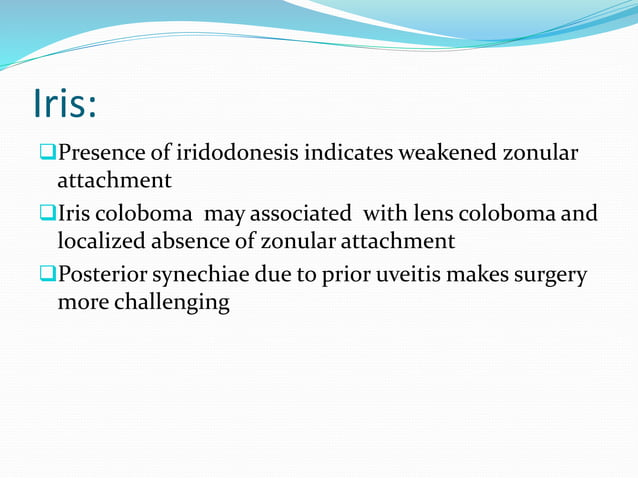 Iris:
Presence of iridodonesis indicates weakened zonular
attachment
Iris coloboma may associated with lens coloboma and
localized absence of zonular attachment
Posterior synechiae due to prior uveitis makes surgery
more challenging